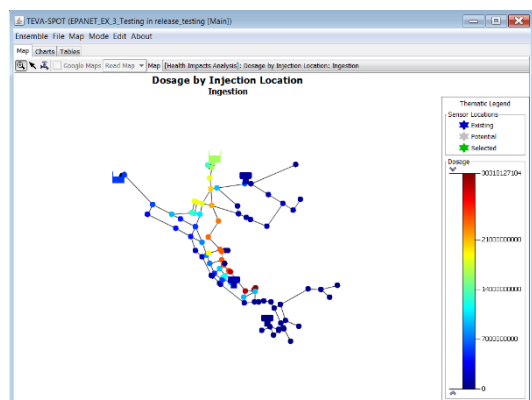 TEVA-SPOT (EPANET_EX_3_Testing in release_testing [Main])
Ensemble File Map Mode Edit About
Map Charts Tables
Google Maps Road Map Map [Health Impacts Analysis]: Dosage by Injection Location: Ingestion
Dosage by Injection Location
Ingestion
Thematic Legend
Sensor Locations
Existing
Potential
Selected
Dosage
30310127104
21000000000
14000000000
7000000000
0